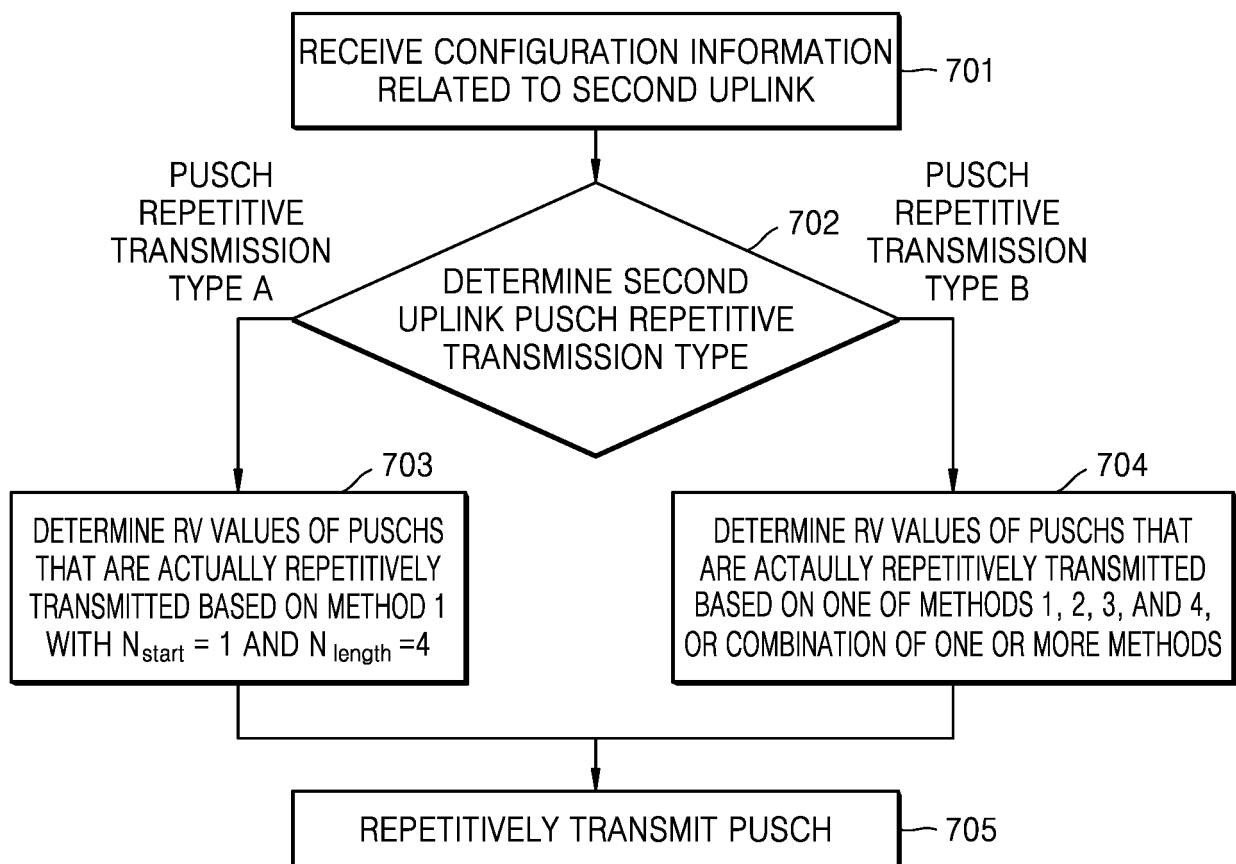 RECEIVE CONFIGURATION INFORMATION
RELATED TO SECOND UPLINK
701
PUSCH
REPETITIVE
TRANSMISSION
TYPE A
PUSCH
REPETITIVE
TRANSMISSION
TYPE B
702
DETERMINE SECOND
UPLINK PUSCH REPETITIVE
TRANSMISSION TYPE
703
DETERMINE RV VALUES OF PUSCHS
THAT ARE ACTUALLY REPETITIVELY
TRANSMITTED BASED ON METHOD 1
WITH Nstart = 1 AND Nlength =4
704
DETERMINE RV VALUES OF PUSCHS THAT
ARE ACTAULLY REPETITIVELY TRANSMITTED
BASED ON ONE OF METHODS 1, 2, 3, AND 4,
OR COMBINATION OF ONE OR MORE METHODS
REPETITIVELY TRANSMIT PUSCH
705